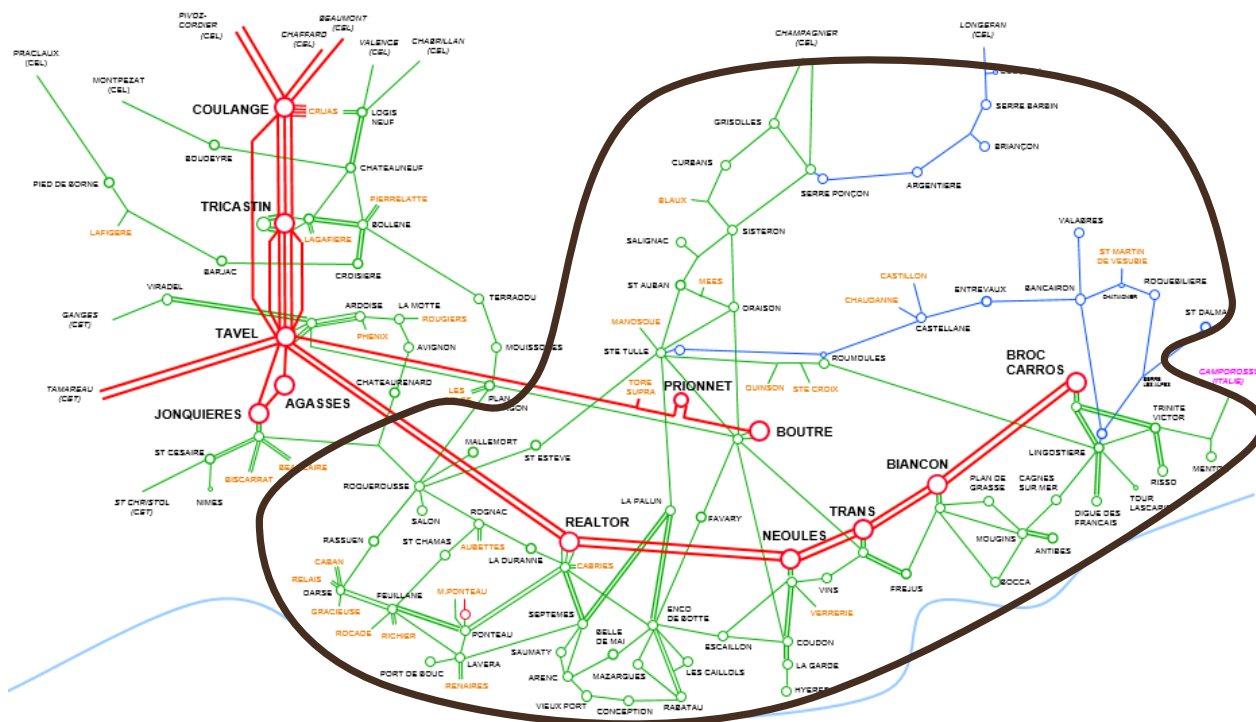 PIVOZ-
CORDIER
(CEL)
CHAFFARD
(CEL)
BEAUMONT
(CEL)
VALENCE
(CEL)
CHABRILLAN
(CEL)
CHAMPAGNIER
(CEL)
LONGEFAN
(CEL)
PRACLAUX
(CEL)
MONTPEZAT
(CEL)
COULANGE
CRUAS
LOGIS
NEUF
SERRE BARBIN
GRISOLLES
BRIANÇON
BOUDEYRE
CHATEAUNEUF
CURBANS
ARGENTIERE
SERRE PONÇON
PIED DE BORNE
PIERRELATTE
BLAUX
TRICASTIN
LAFIGERE
LAGAFIERE
BOLLENE
SISTERON
SALIGNAC
VALABRES
ST MARTIN
DE VESUBIE
BARJAC
CROISIERE
CASTILLON
ENTREVAUX
BANCAIRON
ROQUEBILIERE
VIRADEL
ST AUBAN
MEES
CHAUDANNE
TERRADOU
ARDOISE
LA MOTTE
ROUGIERS
ORAISON
CASTELLANE
ST DALMA
GANGES
(CET)
PHENIX
MANOSQUE
TAVEL
AVIGNON
MOUISSONES
STE TULLE
ROUMOULES
BROC
CARROS
CAMPOROSSO
(ITALIE)
TAMAREAU
(CET)
CHATEAURENARD
LES
PLAN
TORE
SUPRA
PRIONNET
QUINSON
STE CROIX
AGASSES
JONQUIERES
TRINITE
VICTOR
BOUTRE
MALLEMORT
ST ESTEVE
ST CESAIRE
BISCARRAT
LINGOSTIERE
MENTO
RISSO
ROQUEROUSSE
BIANCON
PLAN DE
GRASSE
CAGNES
SUR MER
ST CHRISTOL
(CET)
NIMES
SALON
LA PALUN
FAVARY
TRANS
TOUR
LASCARIS
DIGUE DES
FRANCAIS
ROGNAC
REALTOR
NEOULES
MOUGINS
ANTIBES
RASSUEN
ST CHAMAS
AUBETTES
LA DURANNE
CABAN
RELAIS
DARSE
GRACIEUSE
FEUILLANE
M.PONTEAU
CABRIES
VINS
FREJUS
BOCCA
ROCADE
RICHIER
PONTEAU
SEPTEMES
ENCO
DE BOTTE
VERRERIE
BELLE
DE MAI
ESCAILLON
COUDON
SAUMATY
PORT DE BOUC
LAVERA
RENAIRES
ARENC
MAZARGUES
LES CAILLOLS
LA GARDE
VIEUX PORT
CONCEPTION
RABATAU
HYERES